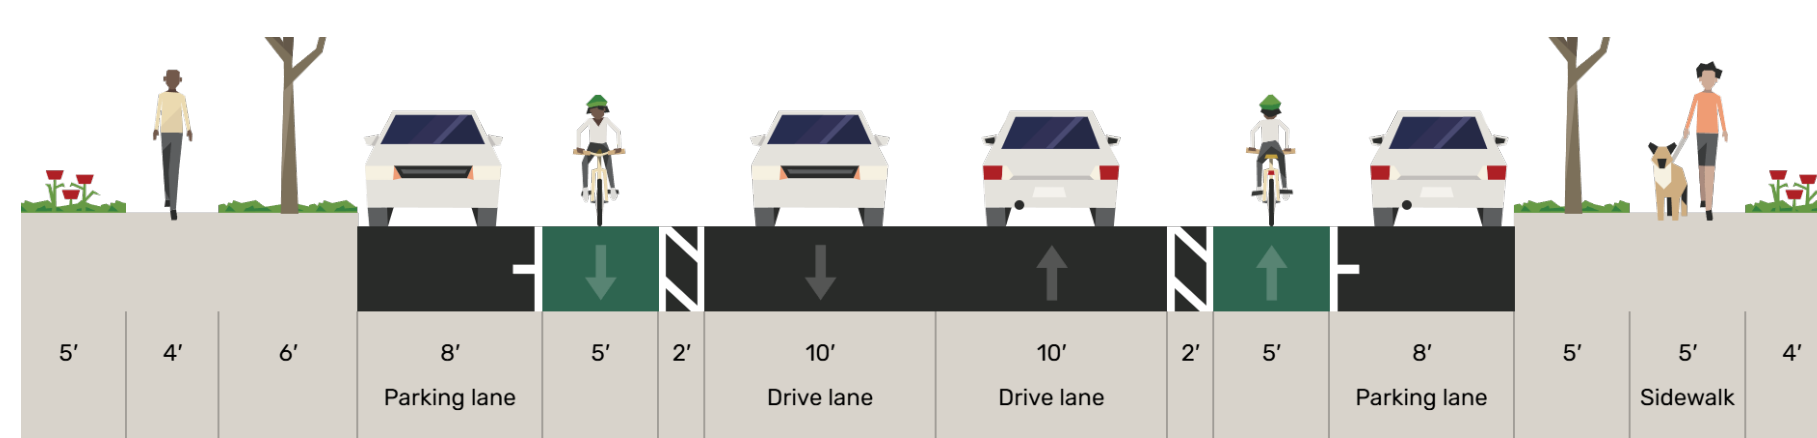 5’ 4’ 6’ 8’ 5’ 2’ 10’ 10’ 2’ 5’ 8’ 5’ 5’ 4’
Parking lane Drive lane Drive lane Parking lane Sidewalk